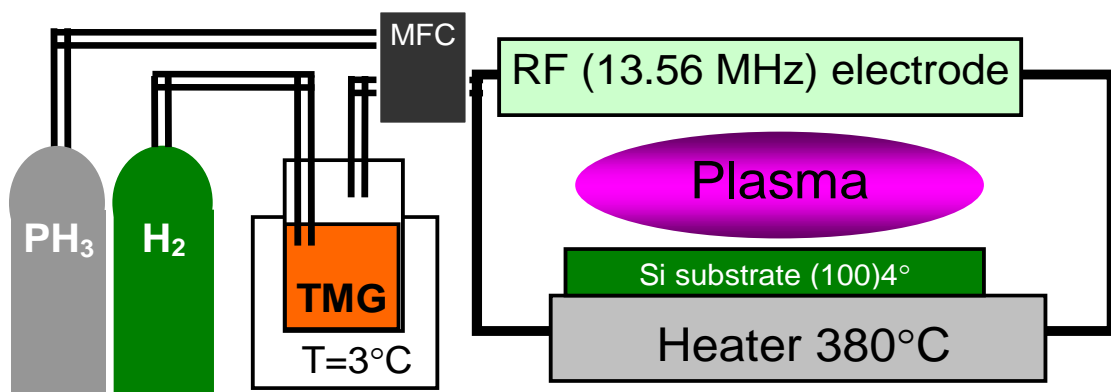 MFC
RF (13.56 MHz) electrode
Plasma
PH₃
H₂
Si substrate (100)4°
TMG
Heater 380°C
T=3°C